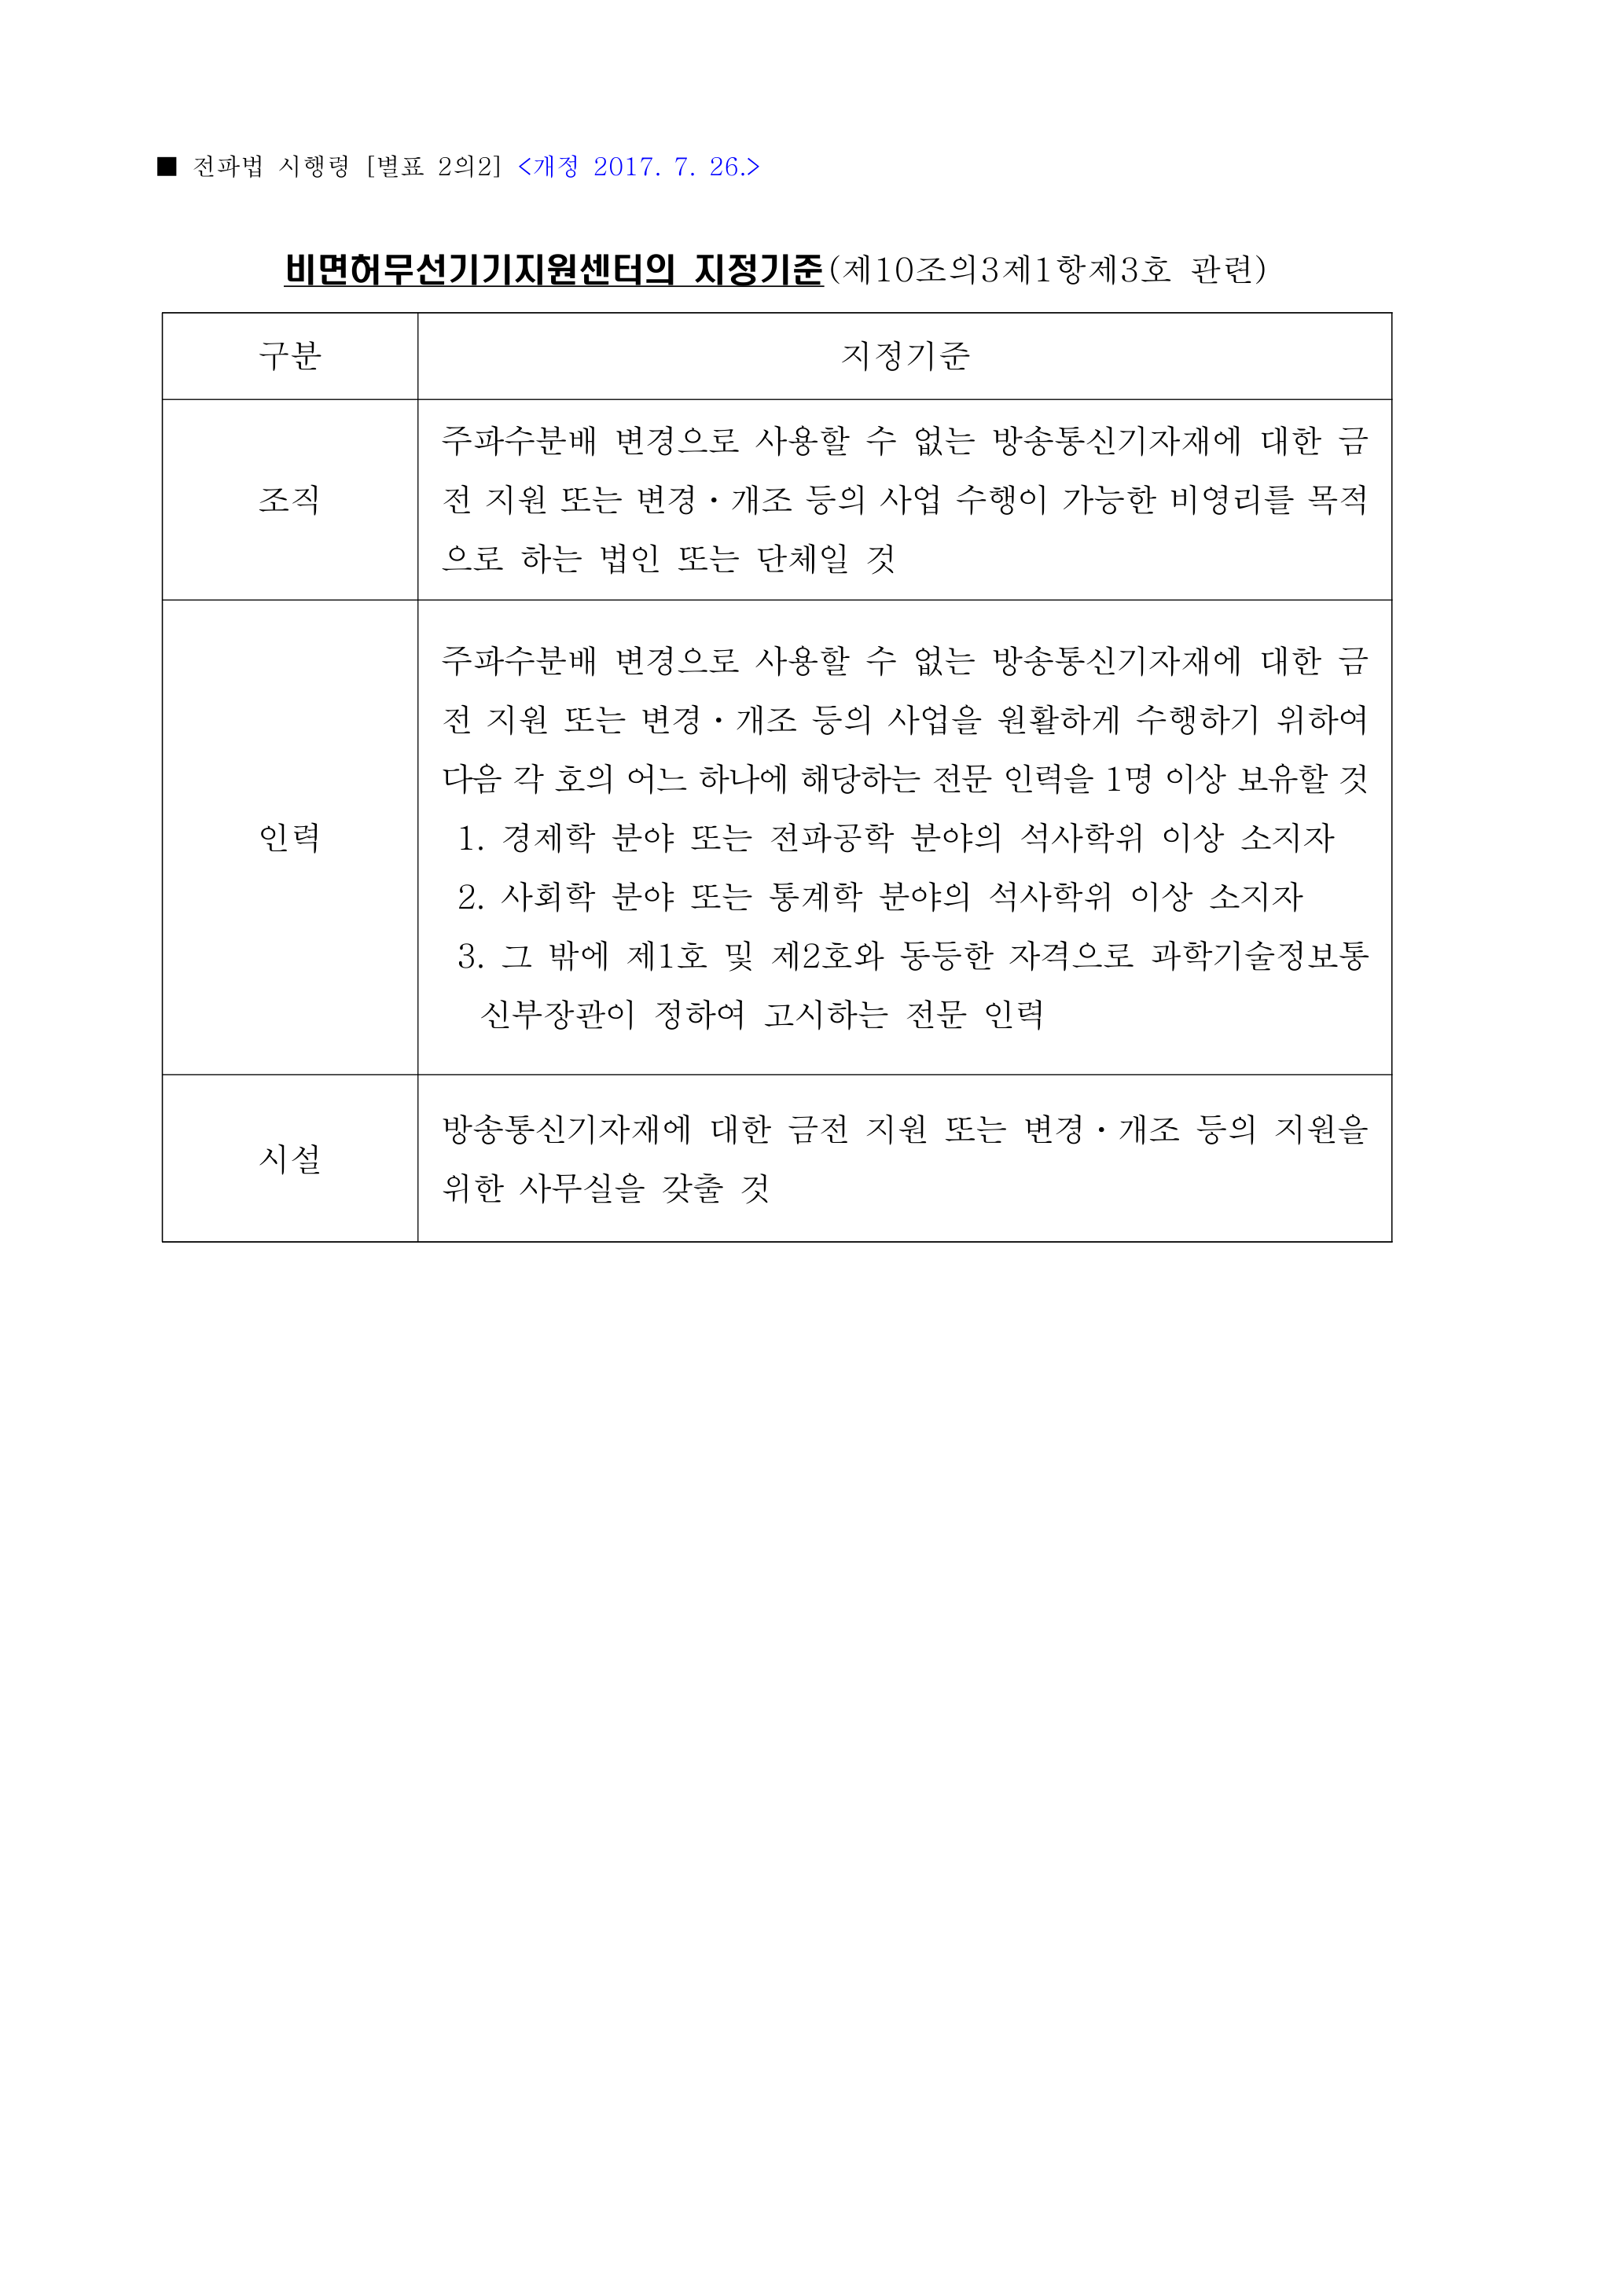 ■ 전파법 시행령 [별표 2의2] <개정 2017. 7. 26.>
비면허무선기기지원센터의 지정기준(제10조의3제1항제3호 관련)
구분
지정기준
조직
주파수분배 변경으로 사용할 수 없는 방송통신기자재에 대한 금
전 지원 또는 변경·개조 등의 사업 수행이 가능한 비영리를 목적
으로 하는 법인 또는 단체일 것
인력
주파수분배 변경으로 사용할 수 없는 방송통신기자재에 대한 금
전 지원 또는 변경·개조 등의 사업을 원활하게 수행하기 위하여
다음 각 호의 어느 하나에 해당하는 전문 인력을 1명 이상 보유할 것
1. 경제학 분야 또는 전파공학 분야의 석사학위 이상 소지자
2. 사회학 분야 또는 통계학 분야의 석사학위 이상 소지자
3. 그 밖에 제1호 및 제2호와 동등한 자격으로 과학기술정보통
신부장관이 정하여 고시하는 전문 인력
시설
방송통신기자재에 대한 금전 지원 또는 변경·개조 등의 지원을
위한 사무실을 갖출 것